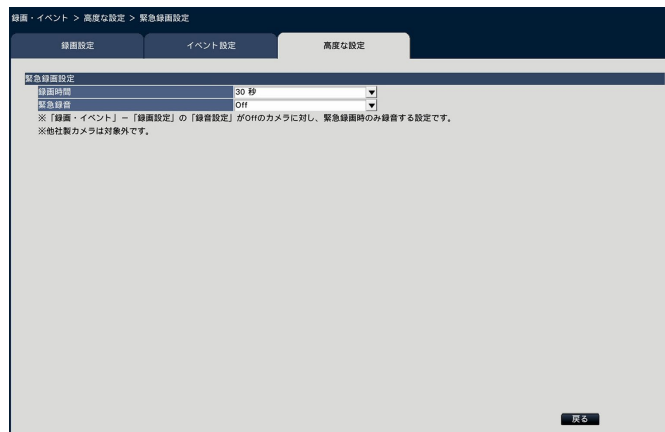 録画・イベント > 高度な設定 > 緊急録画設定
録画設定 イベント設定 高度な設定
緊急録画設定
録画時間 30 秒
緊急録音 Off
※「録画・イベント」－「録画設定」の「録音設定」がOffのカメラに対し、緊急録画時のみ録音する設定です。
※他社製カメラは対象外です。
戻る